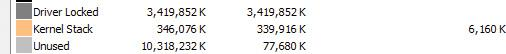 Driver Locked 3,419,852 K 3,419,852 K
Kernel Stack 346,076 K 339,916 K 6,160 K
Unused 10,318,232 K 77,680 K